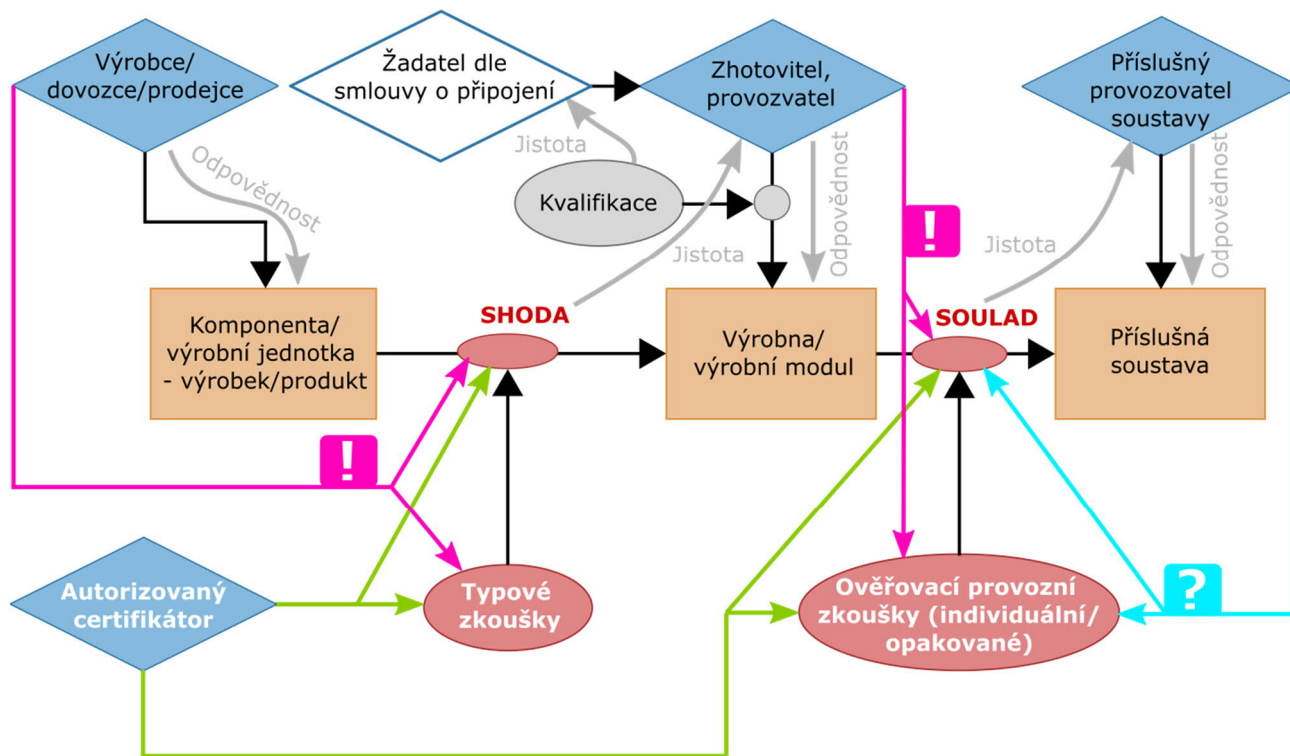 Výrobce/
dovozce/prodejce
Žadatel dle
smlouvy o připojení
Zhotovitel,
provozvatel
Příslušný
provozovatel
soustavy
Odpovědnost
Jistota
Kvalifikace
Jistota
Odpovědnost
!
Jistota
Odpovědnost
Komponenta/
výrobní jednotka
- výrobek/produkt
SHODA
Výrobna/
výrobní modul
SOULAD
Příslušná
soustava
!
Autorizovaný
certifikátor
Typové
zkoušky
Ověřovací provozní
zkoušky (individuální/
opakované)
?